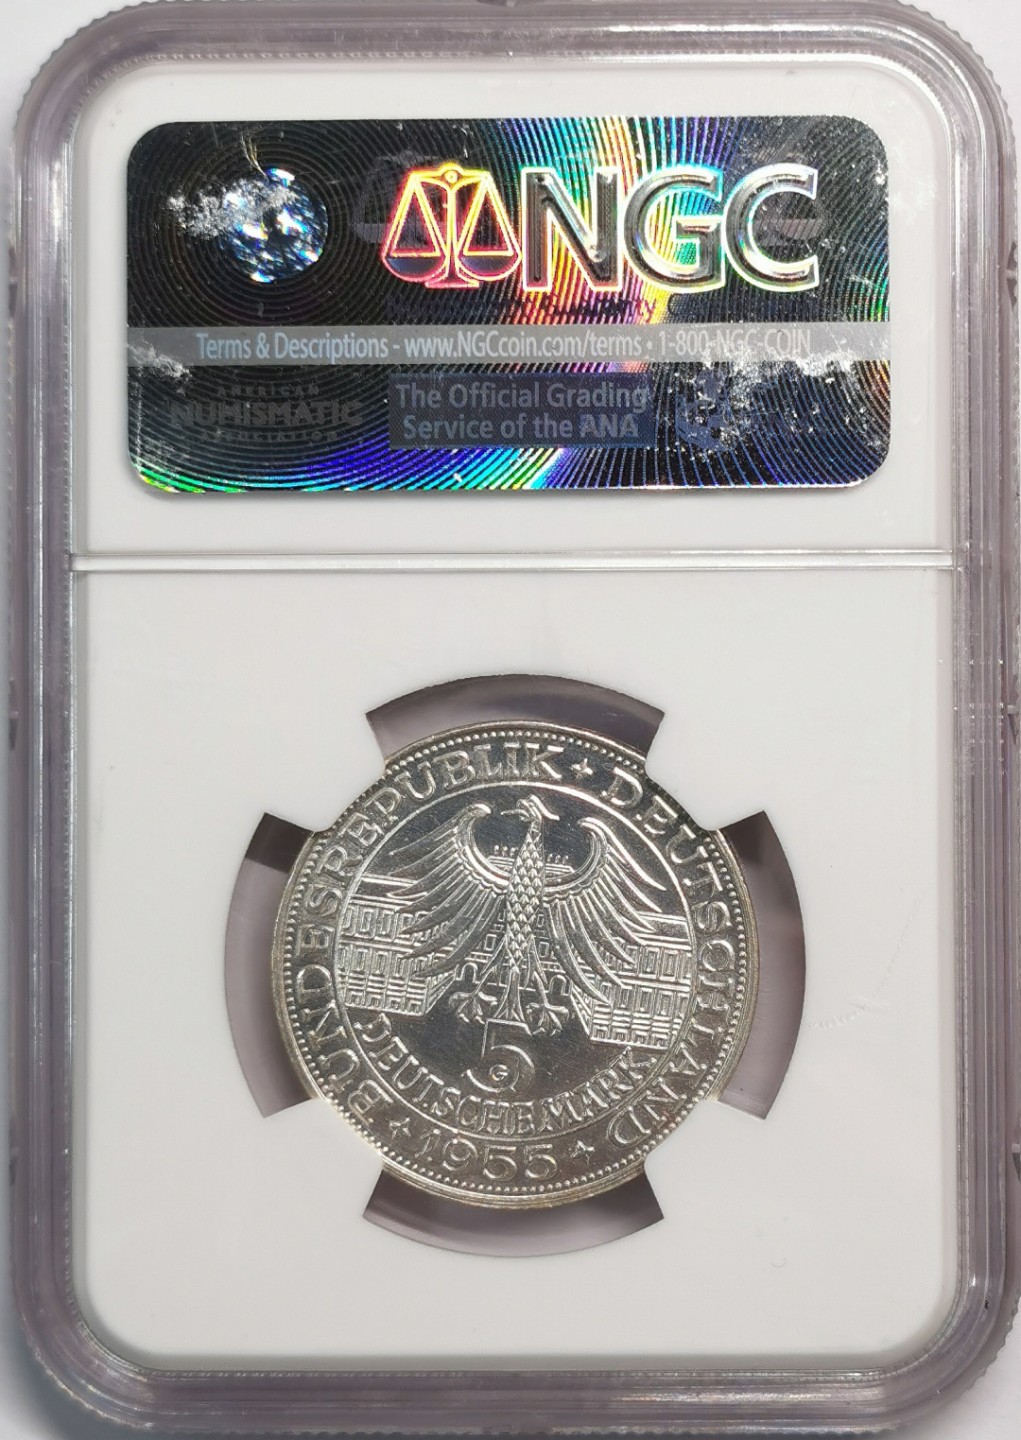 NGC
Terms & Descriptions - www.NGCcoin.com/terms • 1-800-NGC-COIN
AMERICAN
NUMISMATIC
ASSOCIATION
The Official Grading
Service of the ANA
BUNDESREPUBLIK + DEUTSCHLAND
5
G
DEUTSCHE MARK
+ 1955 +